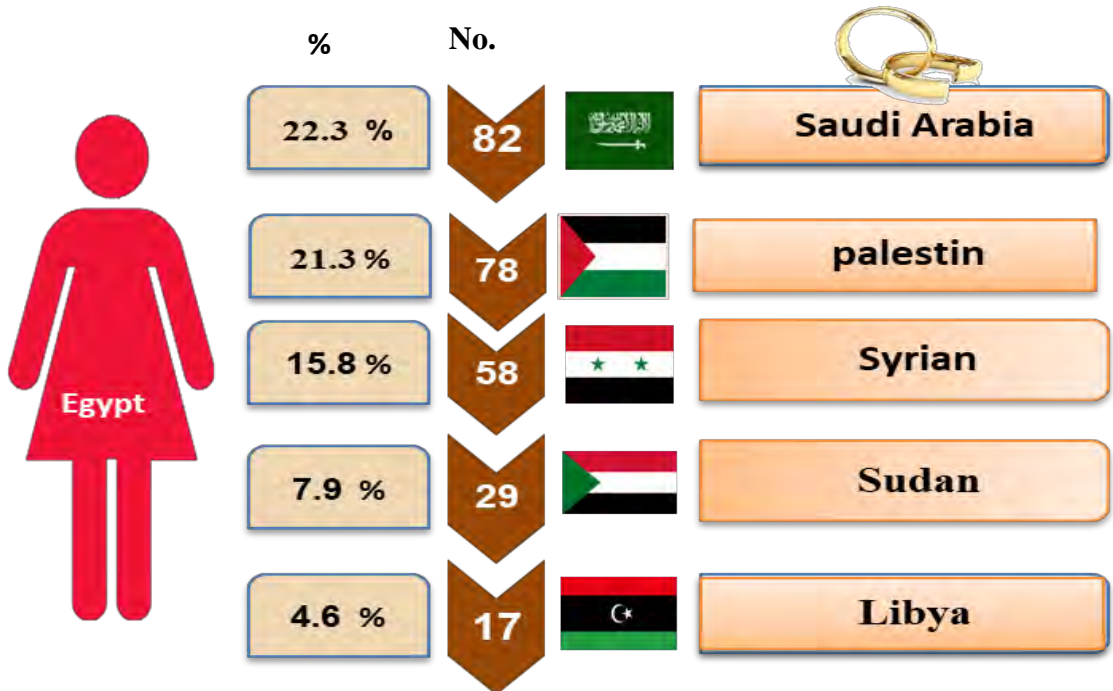 % No.
22.3 % 82 Saudi Arabia
21.3 % 78 palestin
15.8 % 58 Syrian
Egypt
7.9 % 29 Sudan
4.6 % 17 Libya